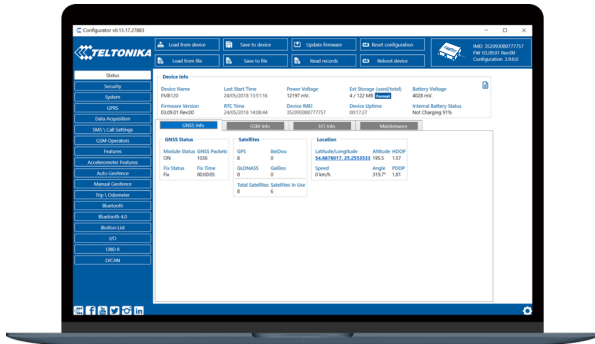 Configurator v0.13.17.27883
TELTONIKA
Load from device
Save to device
Update firmware
Reset configuration
Load from file
Save to file
Read records
Reboot device
IMEI 352093080777757
FW 03.09.01 Rev:00
Configuration 3.9.0.0
Status
Security
System
GPRS
Data Acquisition
SMS \ Call Settings
GSM Operators
Features
Accelerometer Features
Auto Geofence
Manual Geofence
Trip \ Odometer
Bluetooth
Bluetooth 4.0
iButton List
I/O
OBD II
LVCAN
Device Info
Device Name Last Start Time Power Voltage Ext Storage (used/total) Battery Voltage
FMB120 24/05/2018 13:51:16 12197 mV. 4 / 122 MB Format 4028 mV.
Firmware Version RTC Time Device IMEI Device Uptime Internal Battery Status
03.09.01 Rev:00 24/05/2018 14:08:44 352093080777757 00:17:27 Not Charging 91%
GNSS Info GSM Info I/O Info Maintenance
GNSS Status
Module Status GNSS Packets
ON 1036
Fix Status Fix Time
Fix 00:00:05
Satellites
GPS BeiDou
8 0
GLONASS Galileo
0 0
Total Satellites Satellites in Use
8 6
Location
Latitude/Longitude Altitude HDOP
54.6676017, 25.2553533 195.5 1.57
Speed Angle PDOP
0 km/h 319.7° 1.81